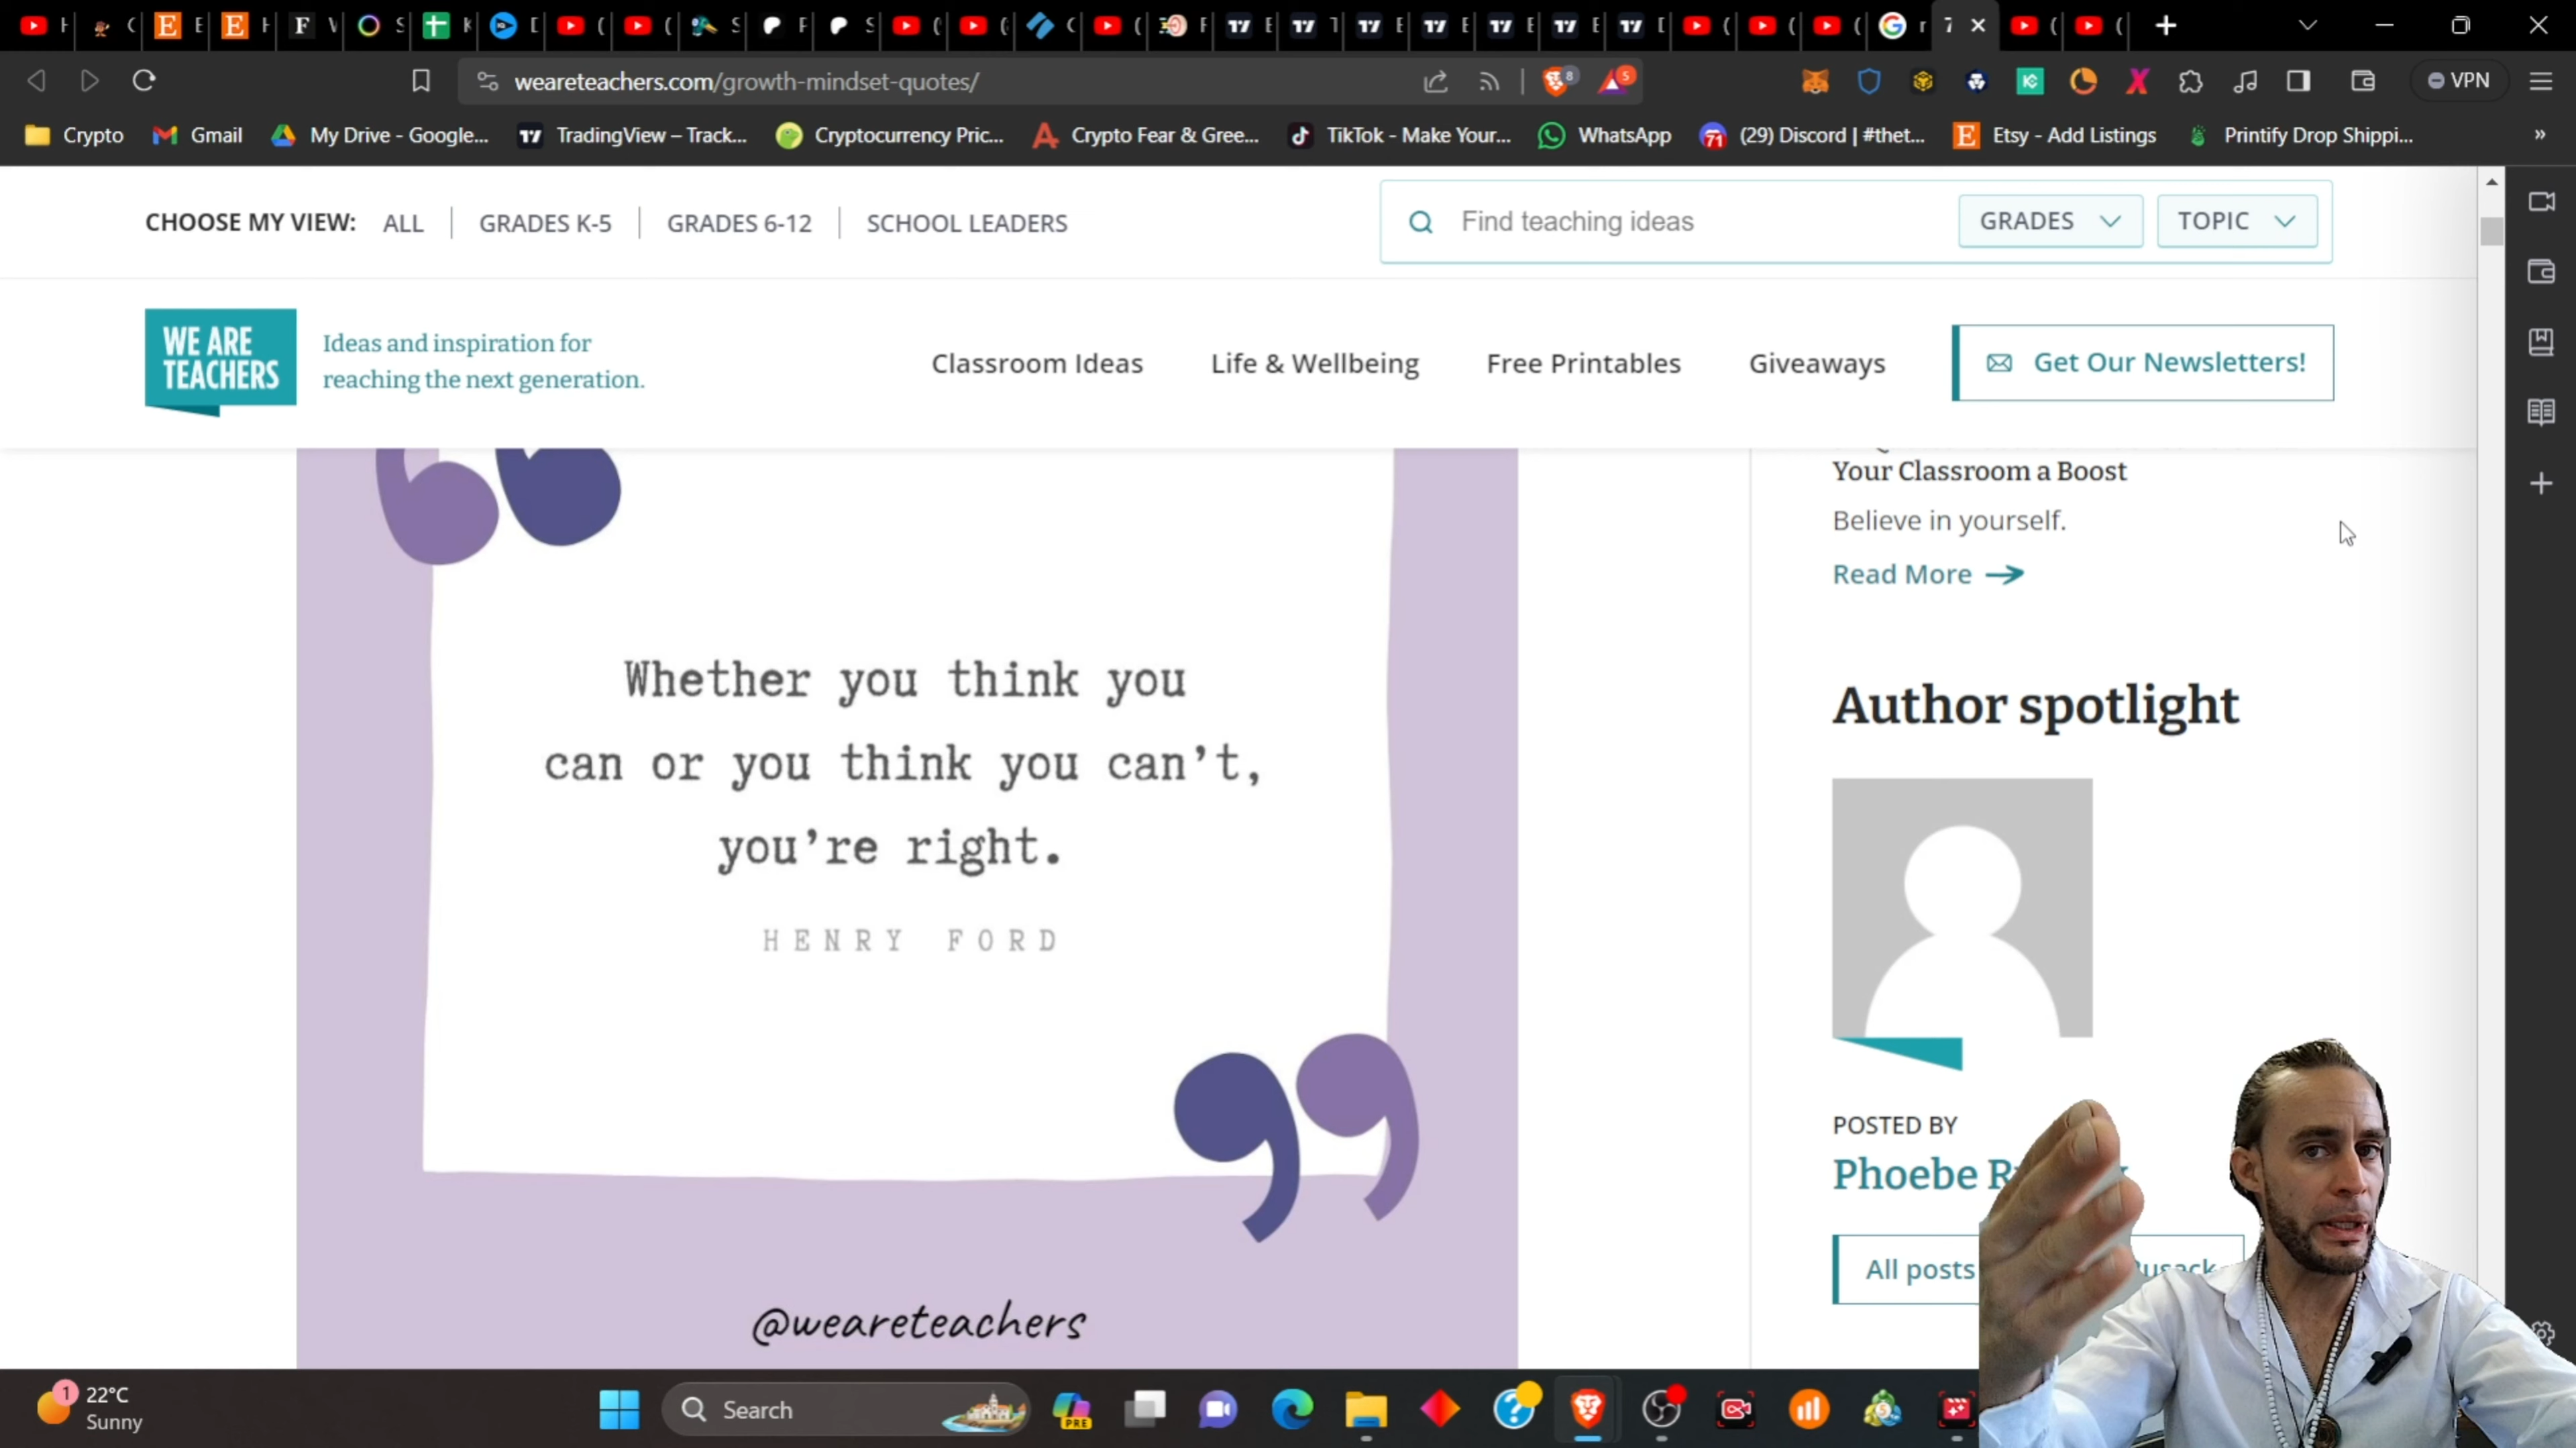 weareteachers.com/growth-mindset-quotes/
8
5
VPN
Crypto
Gmail
My Drive - Google...
TradingView – Track...
Cryptocurrency Pric...
Crypto Fear & Gree...
TikTok - Make Your...
WhatsApp
71
(29) Discord | #thet...
Etsy - Add Listings
Printify Drop Shippi...
»
CHOOSE MY VIEW:
ALL
GRADES K-5
GRADES 6-12
SCHOOL LEADERS
Find teaching ideas
GRADES
TOPIC
WE ARE
TEACHERS
Ideas and inspiration for
reaching the next generation.
Classroom Ideas
Life & Wellbeing
Free Printables
Giveaways
Get Our Newsletters!
Whether you think you
can or you think you can't,
you're right.
HENRY FORD
@weareteachers
Your Classroom a Boost
Believe in yourself.
Read More
Author spotlight
POSTED BY
Phoebe
All posts
1
22°C
Sunny
Search
PRE